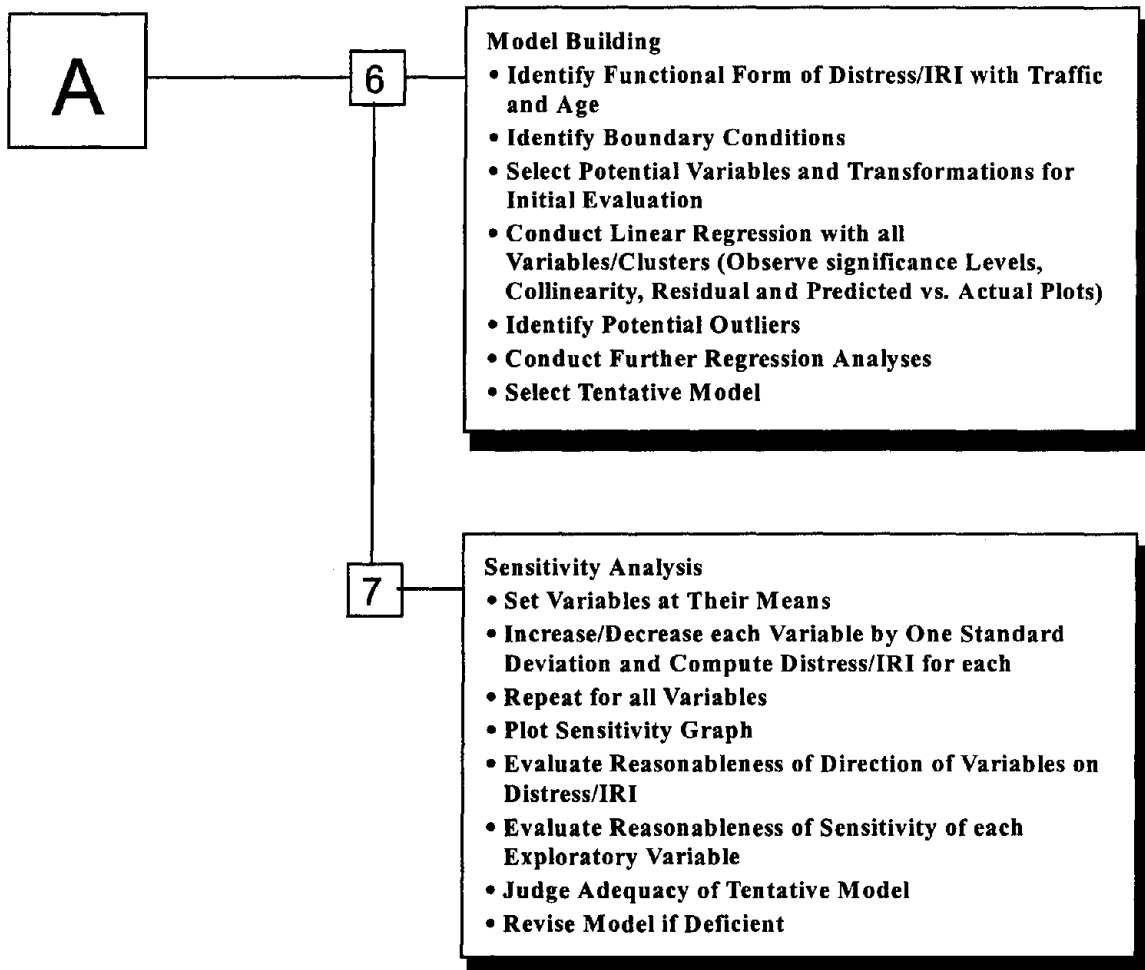 A
6
Model Building
• Identify Functional Form of Distress/IRI with Traffic
and Age
• Identify Boundary Conditions
• Select Potential Variables and Transformations for
Initial Evaluation
• Conduct Linear Regression with all
Variables/Clusters (Observe significance Levels,
Collinearity, Residual and Predicted vs. Actual Plots)
• Identify Potential Outliers
• Conduct Further Regression Analyses
• Select Tentative Model
7
Sensitivity Analysis
• Set Variables at Their Means
• Increase/Decrease each Variable by One Standard
Deviation and Compute Distress/IRI for each
• Repeat for all Variables
• Plot Sensitivity Graph
• Evaluate Reasonableness of Direction of Variables on
Distress/IRI
• Evaluate Reasonableness of Sensitivity of each
Exploratory Variable
• Judge Adequacy of Tentative Model
• Revise Model if Deficient